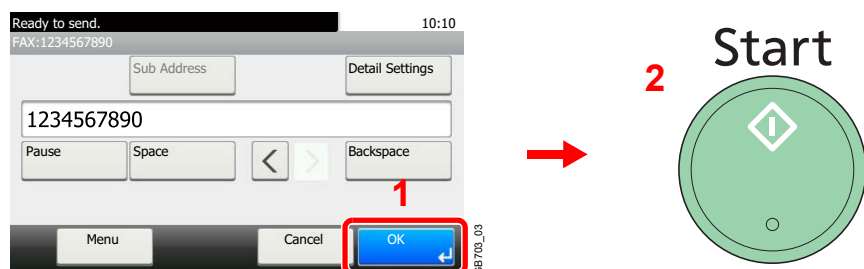 Ready to send. 10:10
FAX:1234567890
Sub Address Detail Settings
1234567890
Pause Space < > Backspace
1
Menu Cancel OK
B703_03
Start
2